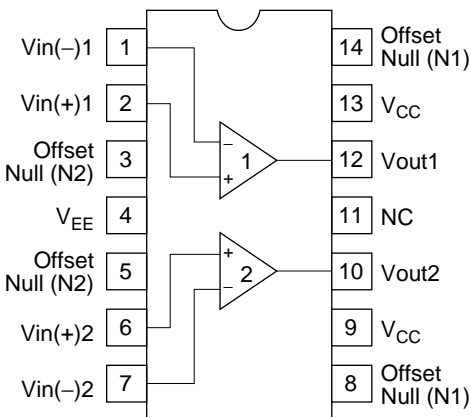 Vin(−)1 1
Vin(+)1 2
Offset
Null (N2) 3
VEE 4
Offset
Null (N2) 5
Vin(+)2 6
Vin(−)2 7
− 1 +
+ 2 −
14 Offset
Null (N1)
13 VCC
12 Vout1
11 NC
10 Vout2
9 VCC
8 Offset
Null (N1)